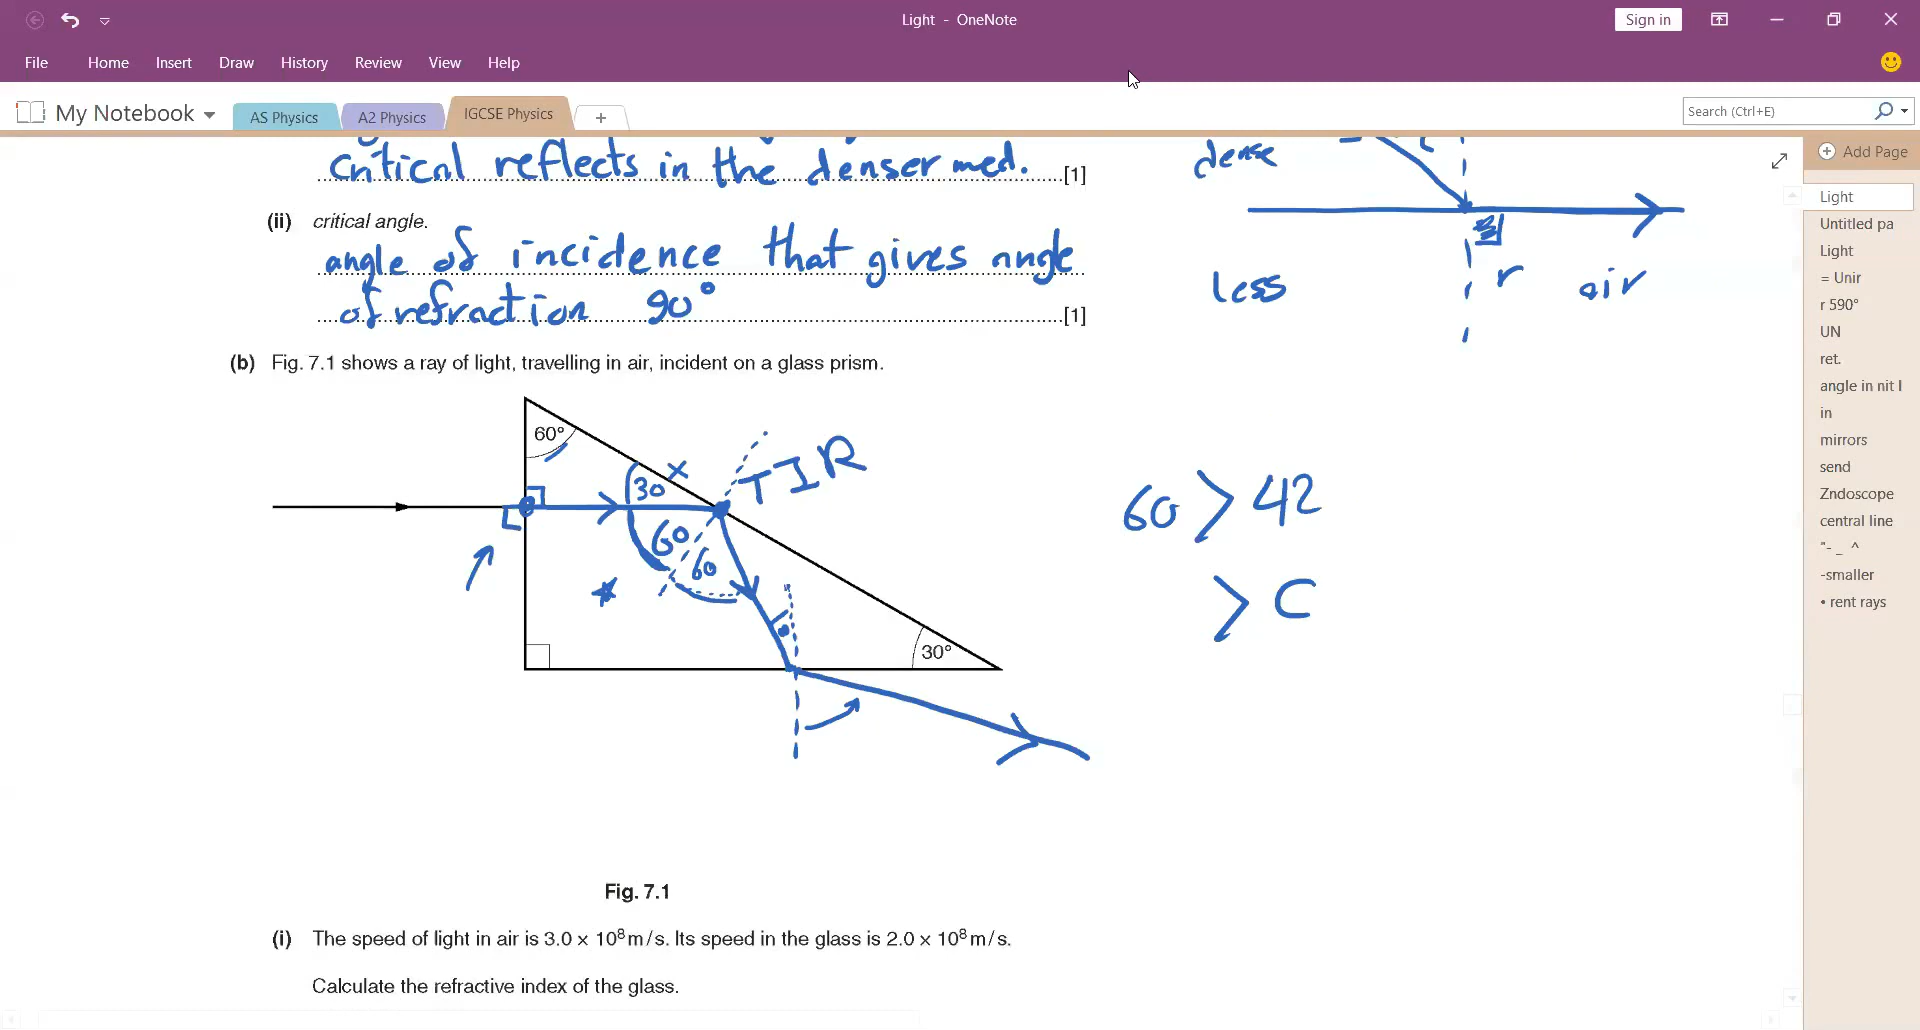 Light - OneNote
Sign in
File Home Insert Draw History Review View Help
My Notebook
AS Physics A2 Physics IGCSE Physics +
Search (Ctrl+E)
Add Page
critical reflects in the denser med. [1]
(ii) critical angle.
angle of incidence that gives angle
of refraction 90° [1]
dense
less
r
air
(b) Fig. 7.1 shows a ray of light, travelling in air, incident on a glass prism.
60°
30
x
TIR
60
60
30°
60 > 42
> C
Fig. 7.1
(i) The speed of light in air is 3.0 × 10⁸ m/s. Its speed in the glass is 2.0 × 10⁸ m/s.
Calculate the refractive index of the glass.
Light
Untitled pa
Light
= Unir
r 590°
UN
ret.
angle in nit I
in
mirrors
send
Zndoscope
central line
"- _ ^
-smaller
• rent rays